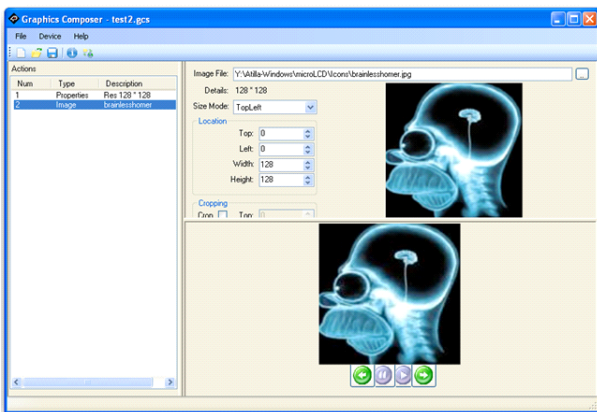 Graphics Composer - test2.gcs
File Device Help
Actions
Num Type Description
1 Properties Res 128 * 128
2 Image brainlesshomer
Image File: Y:\Atilla-Windows\microLCD\Icons\brainlesshomer.jpg ...
Details: 128 * 128
Size Mode: TopLeft
Location
Top: 0
Left: 0
Width: 128
Height: 128
Cropping
Crop Top: 0